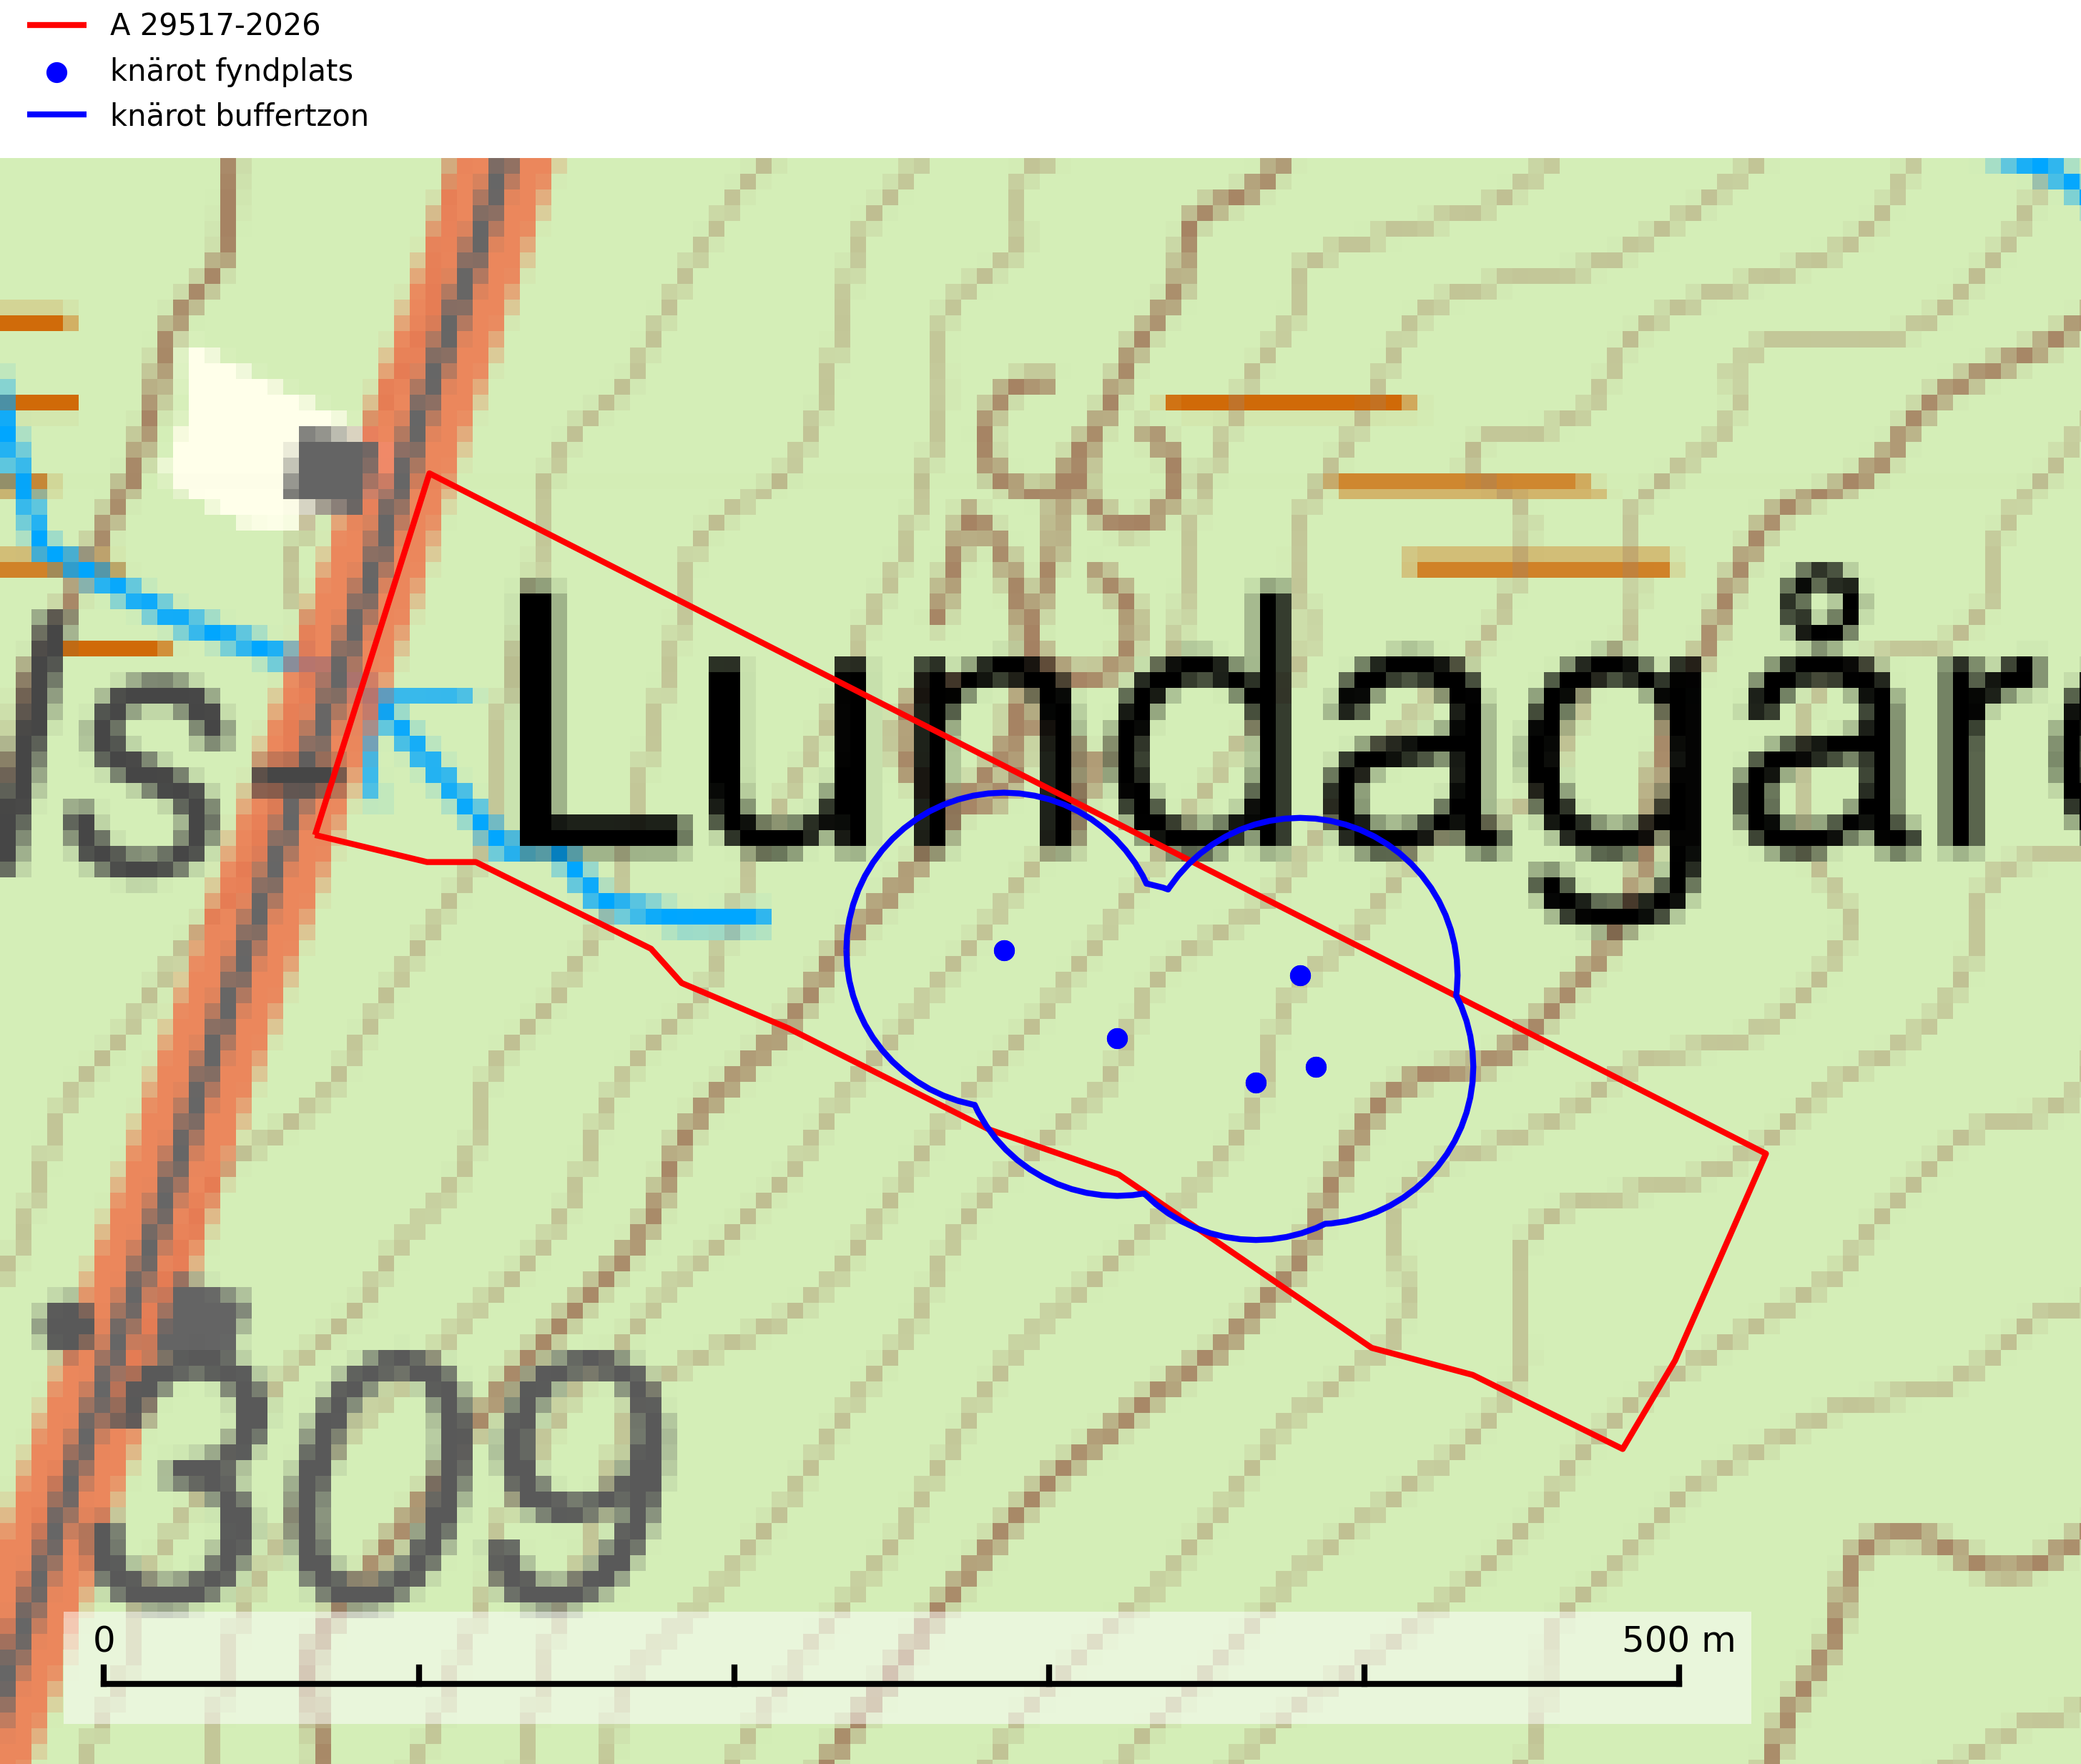 A 29517-2026
knärot fyndplats
knärot buffertzon
Lundagår
s
309
0
500 m